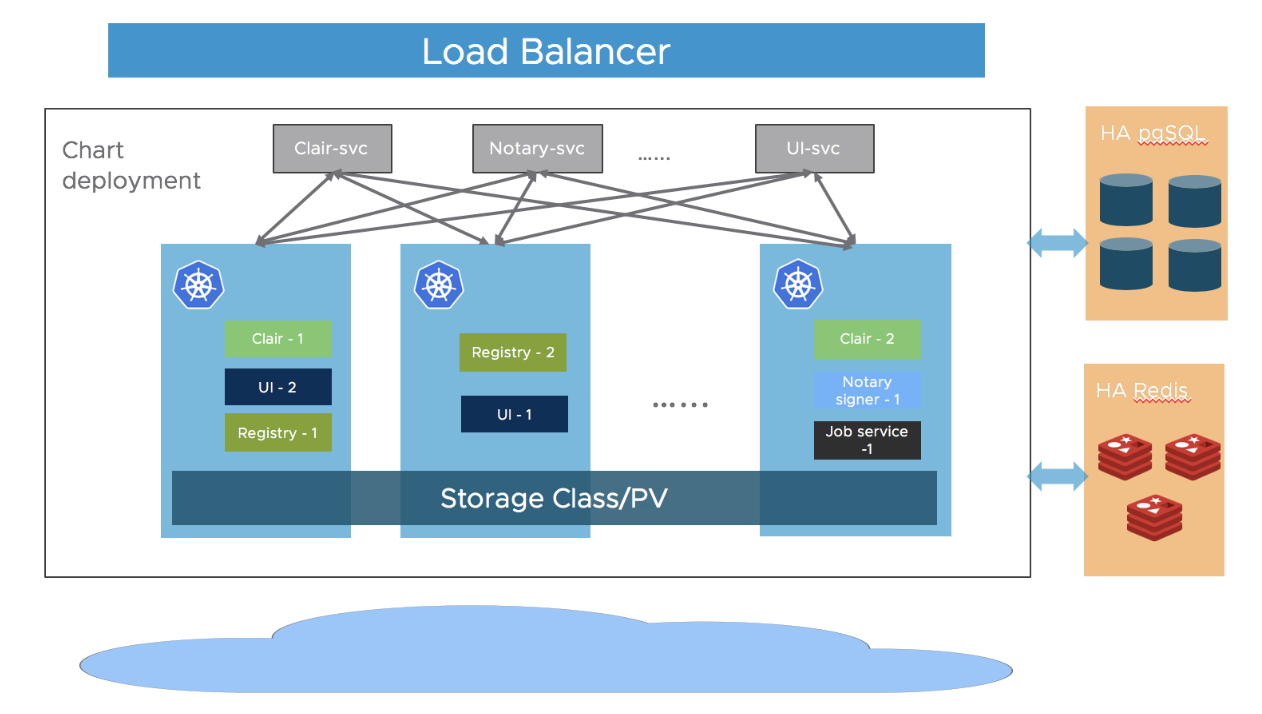 Load Balancer
Chart
deployment
Clair-svc
Notary-svc
......
UI-svc
HA pgSQL
Clair - 1
UI - 2
Registry - 1
Registry - 2
UI - 1
......
Clair - 2
Notary
signer - 1
Job service
-1
Storage Class/PV
HA Redis